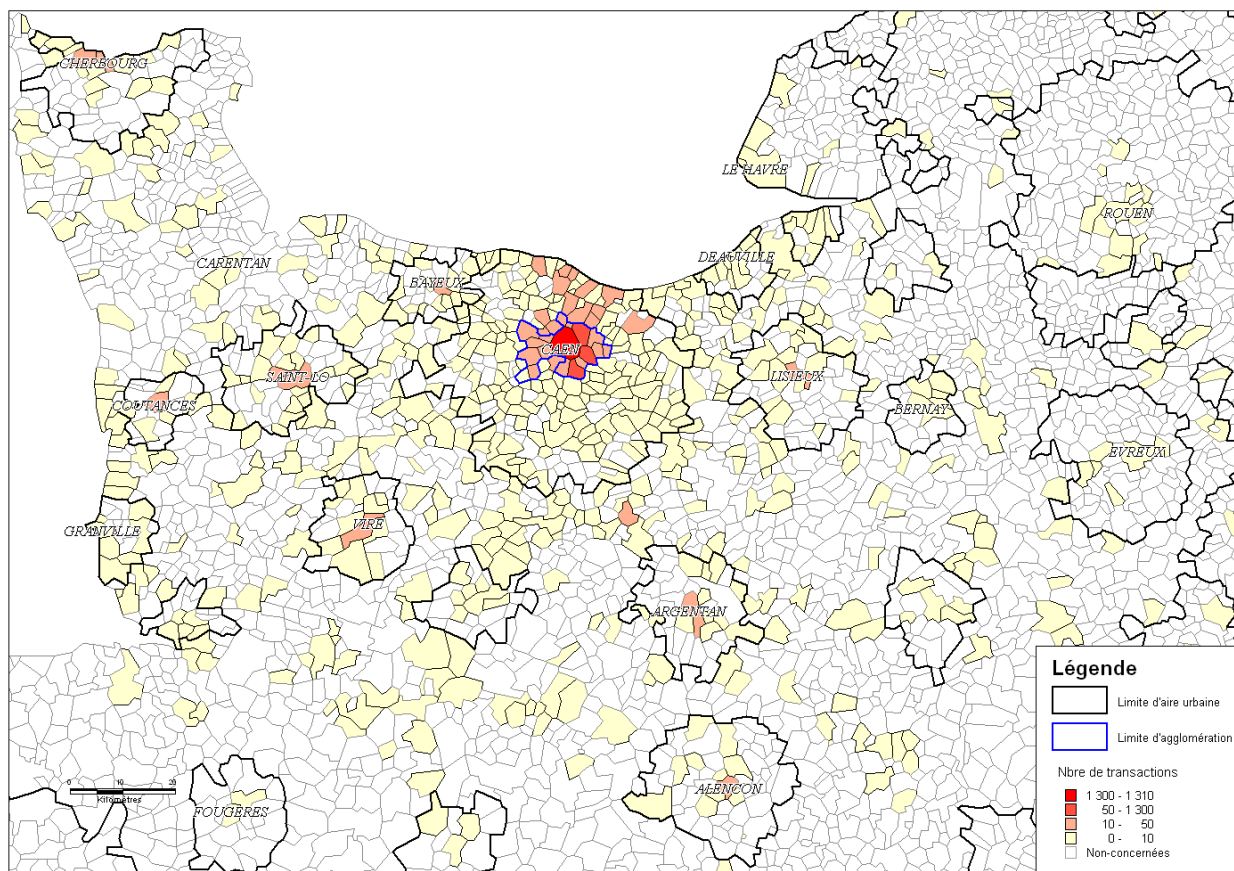 CHERBOURG
LE HAVRE
ROUEN
CARENTAN
DEAUVILLE
BAYEUX
CAEN
SAINT-LO
LISIEUX
COUTANCES
BERNAY
EVREUX
GRANVILLE
VIRE
ARGENTAN
ALENCON
FOUGERES
0 10 20
Kilomètres
Légende
Limite d'aire urbaine
Limite d'agglomération
Nbre de transactions
1 300 - 1 310
50 - 1 300
10 - 50
0 - 10
Non-concernées